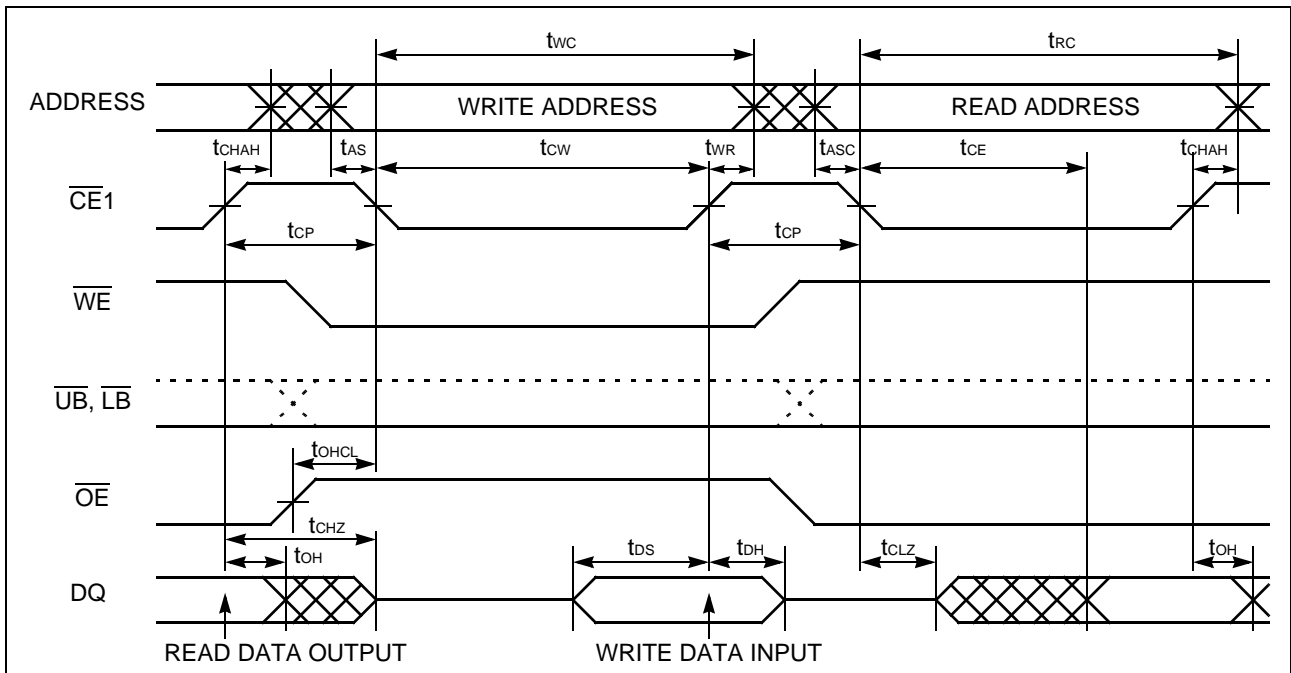 tWC tRC
ADDRESS WRITE ADDRESS READ ADDRESS
tCHAH tAS tCW tWR tASC tCE tCHAH
CE1
tCP tCP
WE
UB, LB
tOHCL
OE
tCHZ
tOH tDS tDH tCLZ tOH
DQ
READ DATA OUTPUT WRITE DATA INPUT